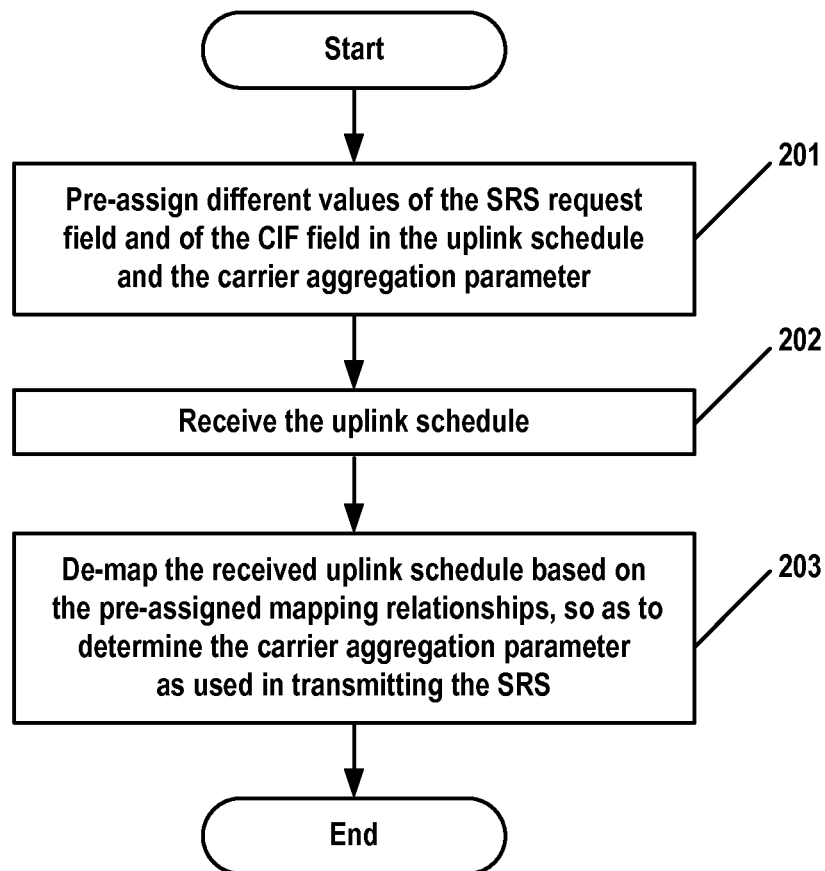 Start
201
Pre-assign different values of the SRS request
field and of the CIF field in the uplink schedule
and the carrier aggregation parameter
202
Receive the uplink schedule
203
De-map the received uplink schedule based on
the pre-assigned mapping relationships, so as to
determine the carrier aggregation parameter
as used in transmitting the SRS
End